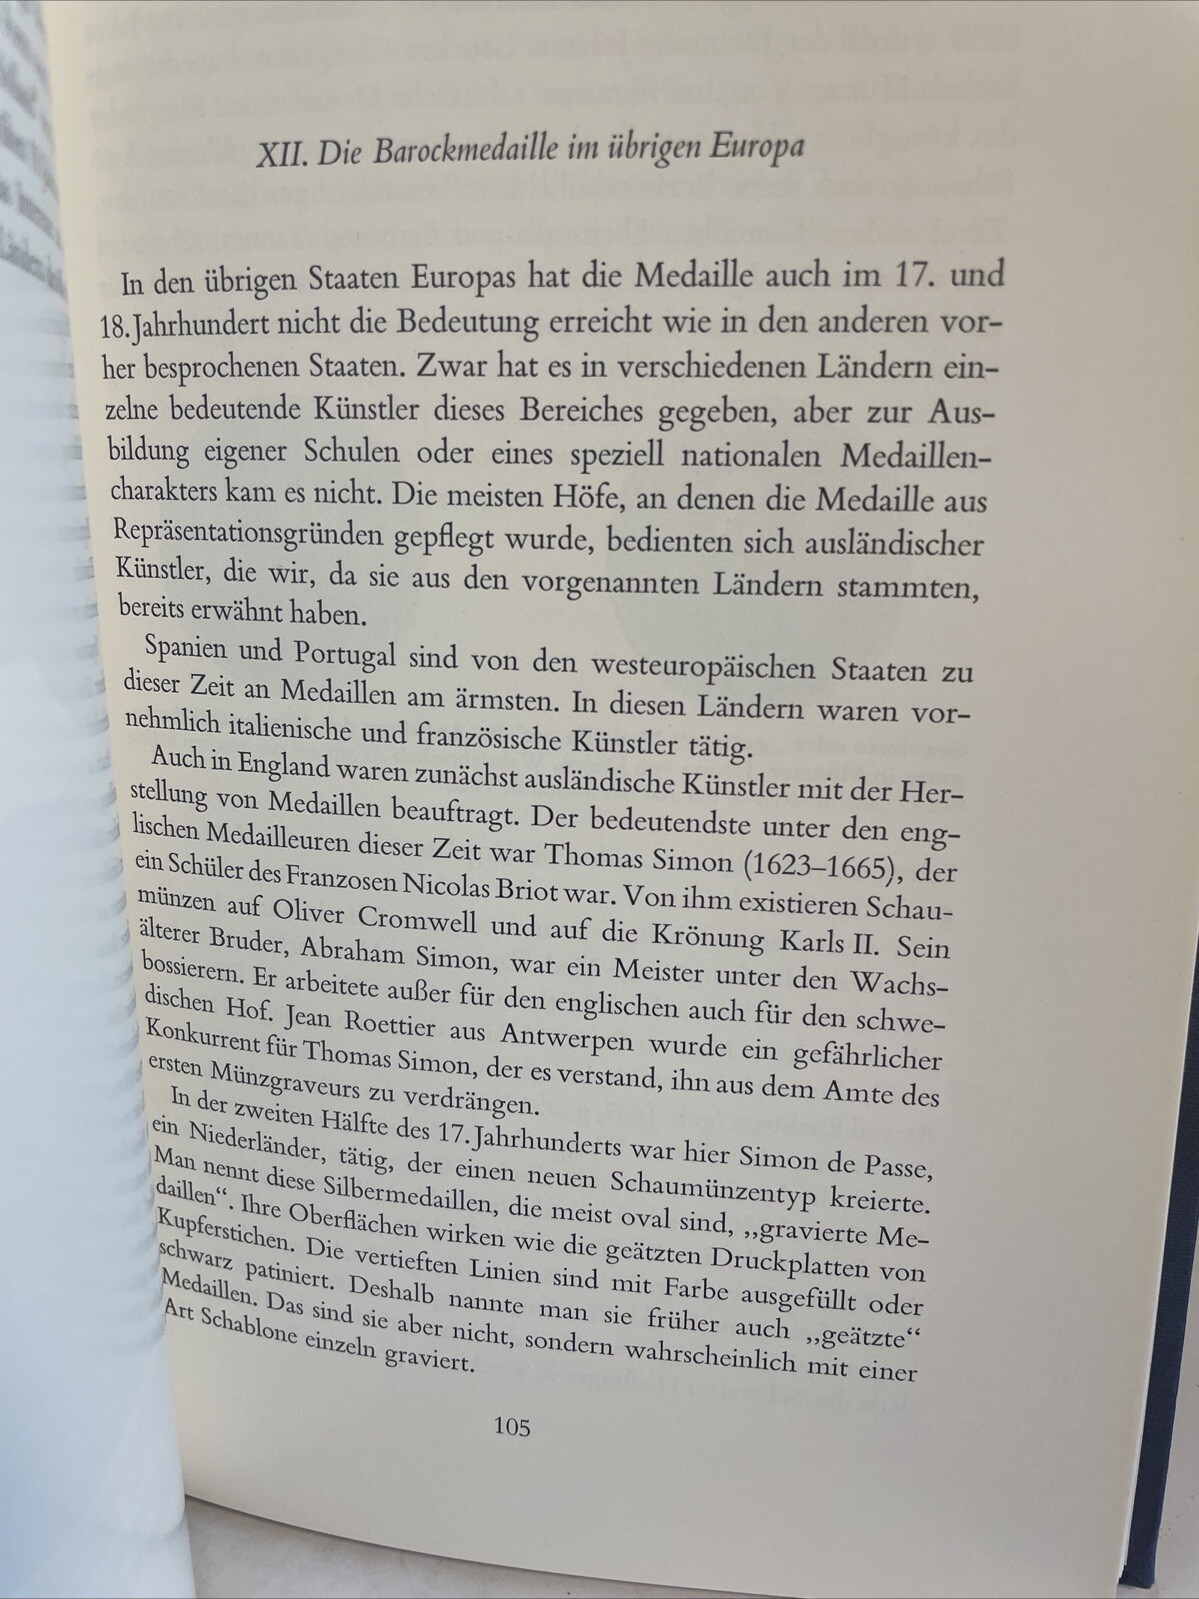 XII. Die Barockmedaille im übrigen Europa
In den übrigen Staaten Europas hat die Medaille auch im 17. und
18. Jahrhundert nicht die Bedeutung erreicht wie in den anderen vor-
her besprochenen Staaten. Zwar hat es in verschiedenen Ländern ein-
zelne bedeutende Künstler dieses Bereiches gegeben, aber zur Aus-
bildung eigener Schulen oder eines speziell nationalen Medaillen-
charakters kam es nicht. Die meisten Höfe, an denen die Medaille aus
Repräsentationsgründen gepflegt wurde, bedienten sich ausländischer
Künstler, die wir, da sie aus den vorgenannten Ländern stammten,
bereits erwähnt haben.
Spanien und Portugal sind von den westeuropäischen Staaten zu
dieser Zeit an Medaillen am ärmsten. In diesen Ländern waren vor-
nehmlich italienische und französische Künstler tätig.
Auch in England waren zunächst ausländische Künstler mit der Her-
stellung von Medaillen beauftragt. Der bedeutendste unter den eng-
lischen Medailleuren dieser Zeit war Thomas Simon (1623–1665), der
ein Schüler des Franzosen Nicolas Briot war. Von ihm existieren Schau-
münzen auf Oliver Cromwell und auf die Krönung Karls II. Sein
älterer Bruder, Abraham Simon, war ein Meister unter den Wachs-
bossierern. Er arbeitete außer für den englischen auch für den schwe-
dischen Hof. Jean Roettier aus Antwerpen wurde ein gefährlicher
Konkurrent für Thomas Simon, der es verstand, ihn aus dem Amte des
ersten Münzgraveurs zu verdrängen.
In der zweiten Hälfte des 17. Jahrhunderts war hier Simon de Passe,
ein Niederländer, tätig, der einen neuen Schaumünzentyp kreierte.
Man nennt diese Silbermedaillen, die meist oval sind, „gravierte Me-
daillen“. Ihre Oberflächen wirken wie die geätzten Druckplatten von
Kupferstichen. Die vertieften Linien sind mit Farbe ausgefüllt oder
schwarz patiniert. Deshalb nannte man sie früher auch „geätzte“
Medaillen. Das sind sie aber nicht, sondern wahrscheinlich mit einer
Art Schablone einzeln graviert.
105